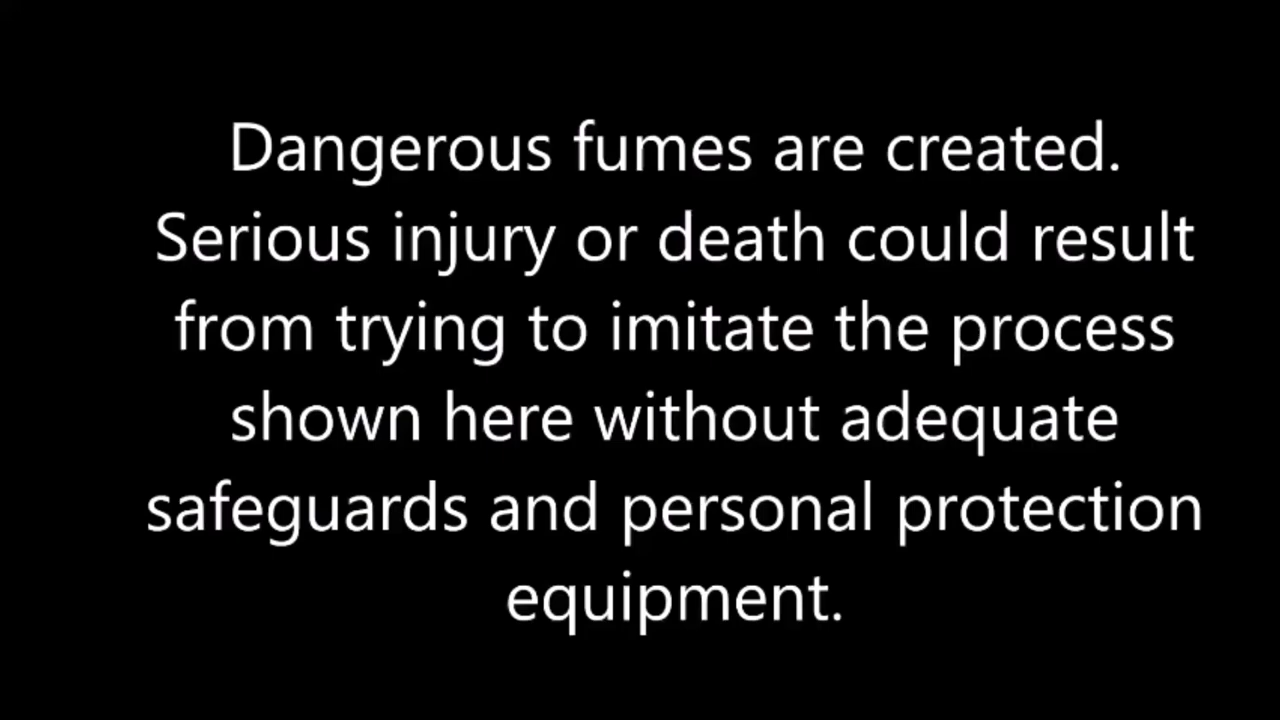 Dangerous fumes are created.
Serious injury or death could result
from trying to imitate the process
shown here without adequate
safeguards and personal protection
equipment.